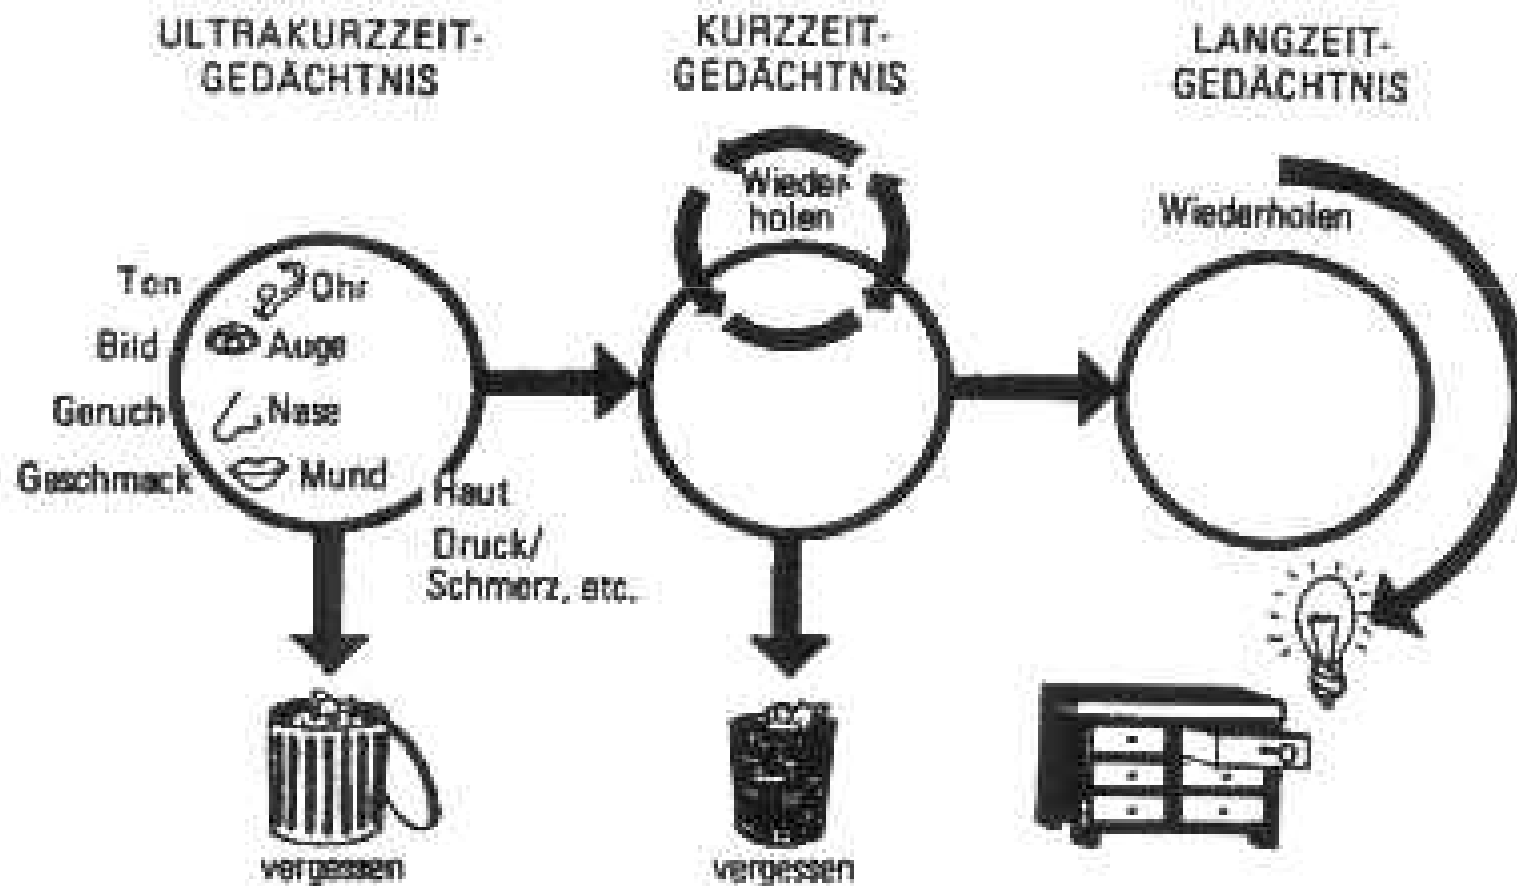 ULTRAKURZZEIT-
GEDÄCHTNIS
KURZZEIT-
GEDÄCHTNIS
LANGZEIT-
GEDÄCHTNIS
Wieder
holen
Wiederholen
Ton
Ohr
Bild
Auge
Geruch
Nase
Geschmack
Mund
Haut
Druck/
Schmerz, etc.
vergessen
vergessen